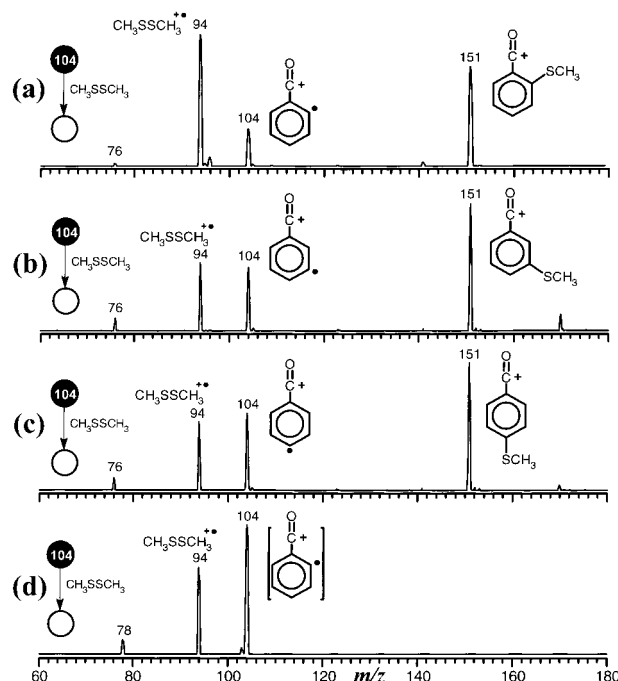 CH₃SSCH₃⁺•
94
104
CH₃SSCH₃
(a)
76
104
O
C
+
•
151
O
C
+
SCH₃
104
CH₃SSCH₃
(b)
CH₃SSCH₃⁺•
94
76
104
O
C
+
•
151
O
C
+
SCH₃
104
CH₃SSCH₃
(c)
CH₃SSCH₃⁺•
94
76
104
O
C
+
•
151
O
C
+
SCH₃
104
CH₃SSCH₃
(d)
CH₃SSCH₃⁺•
94
78
104
O
C
+
•
60 80 100 120 140 160 180
m/z